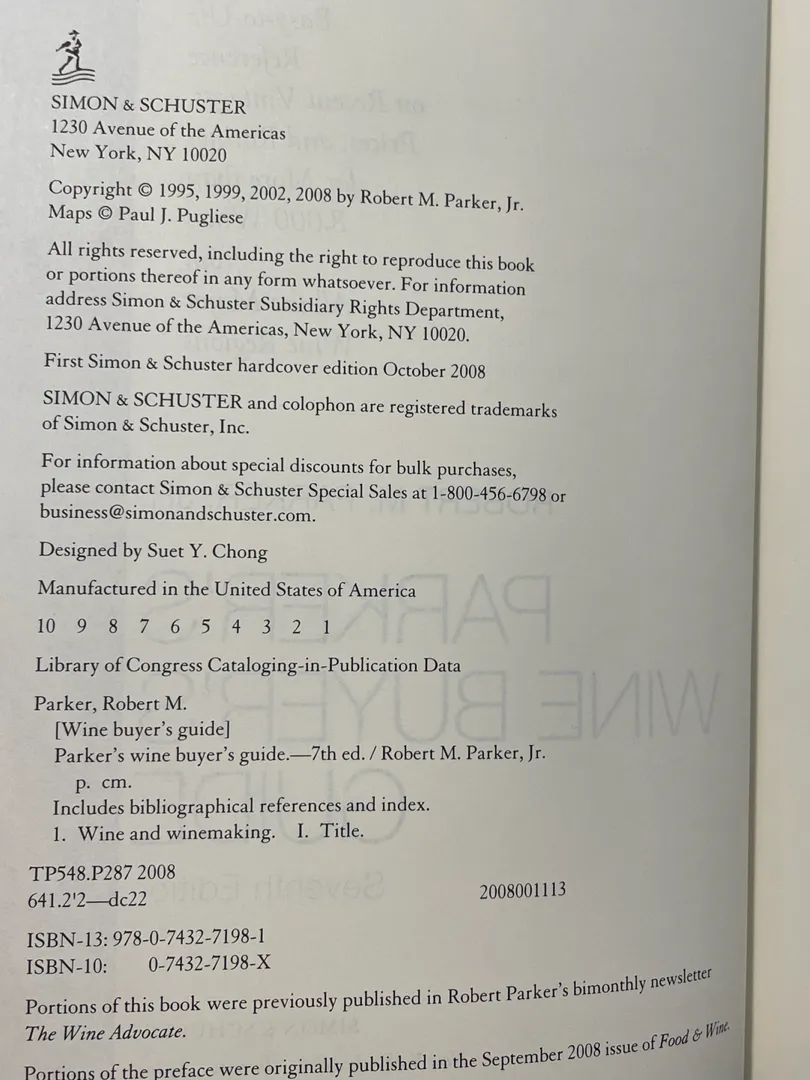 SIMON & SCHUSTER
1230 Avenue of the Americas
New York, NY 10020
Copyright © 1995, 1999, 2002, 2008 by Robert M. Parker, Jr.
Maps © Paul J. Pugliese
All rights reserved, including the right to reproduce this book
or portions thereof in any form whatsoever. For information
address Simon & Schuster Subsidiary Rights Department,
1230 Avenue of the Americas, New York, NY 10020.
First Simon & Schuster hardcover edition October 2008
SIMON & SCHUSTER and colophon are registered trademarks
of Simon & Schuster, Inc.
For information about special discounts for bulk purchases,
please contact Simon & Schuster Special Sales at 1-800-456-6798 or
business@simonandschuster.com.
Designed by Suet Y. Chong
Manufactured in the United States of America
10 9 8 7 6 5 4 3 2 1
Library of Congress Cataloging-in-Publication Data
Parker, Robert M.
[Wine buyer's guide]
Parker's wine buyer's guide.—7th ed. / Robert M. Parker, Jr.
p. cm.
Includes bibliographical references and index.
1. Wine and winemaking. I. Title.
TP548.P287 2008
641.2'2—dc22 2008001113
ISBN-13: 978-0-7432-7198-1
ISBN-10: 0-7432-7198-X
Portions of this book were previously published in Robert Parker's bimonthly newsletter
The Wine Advocate.
Portions of the preface were originally published in the September 2008 issue of Food & Wine.